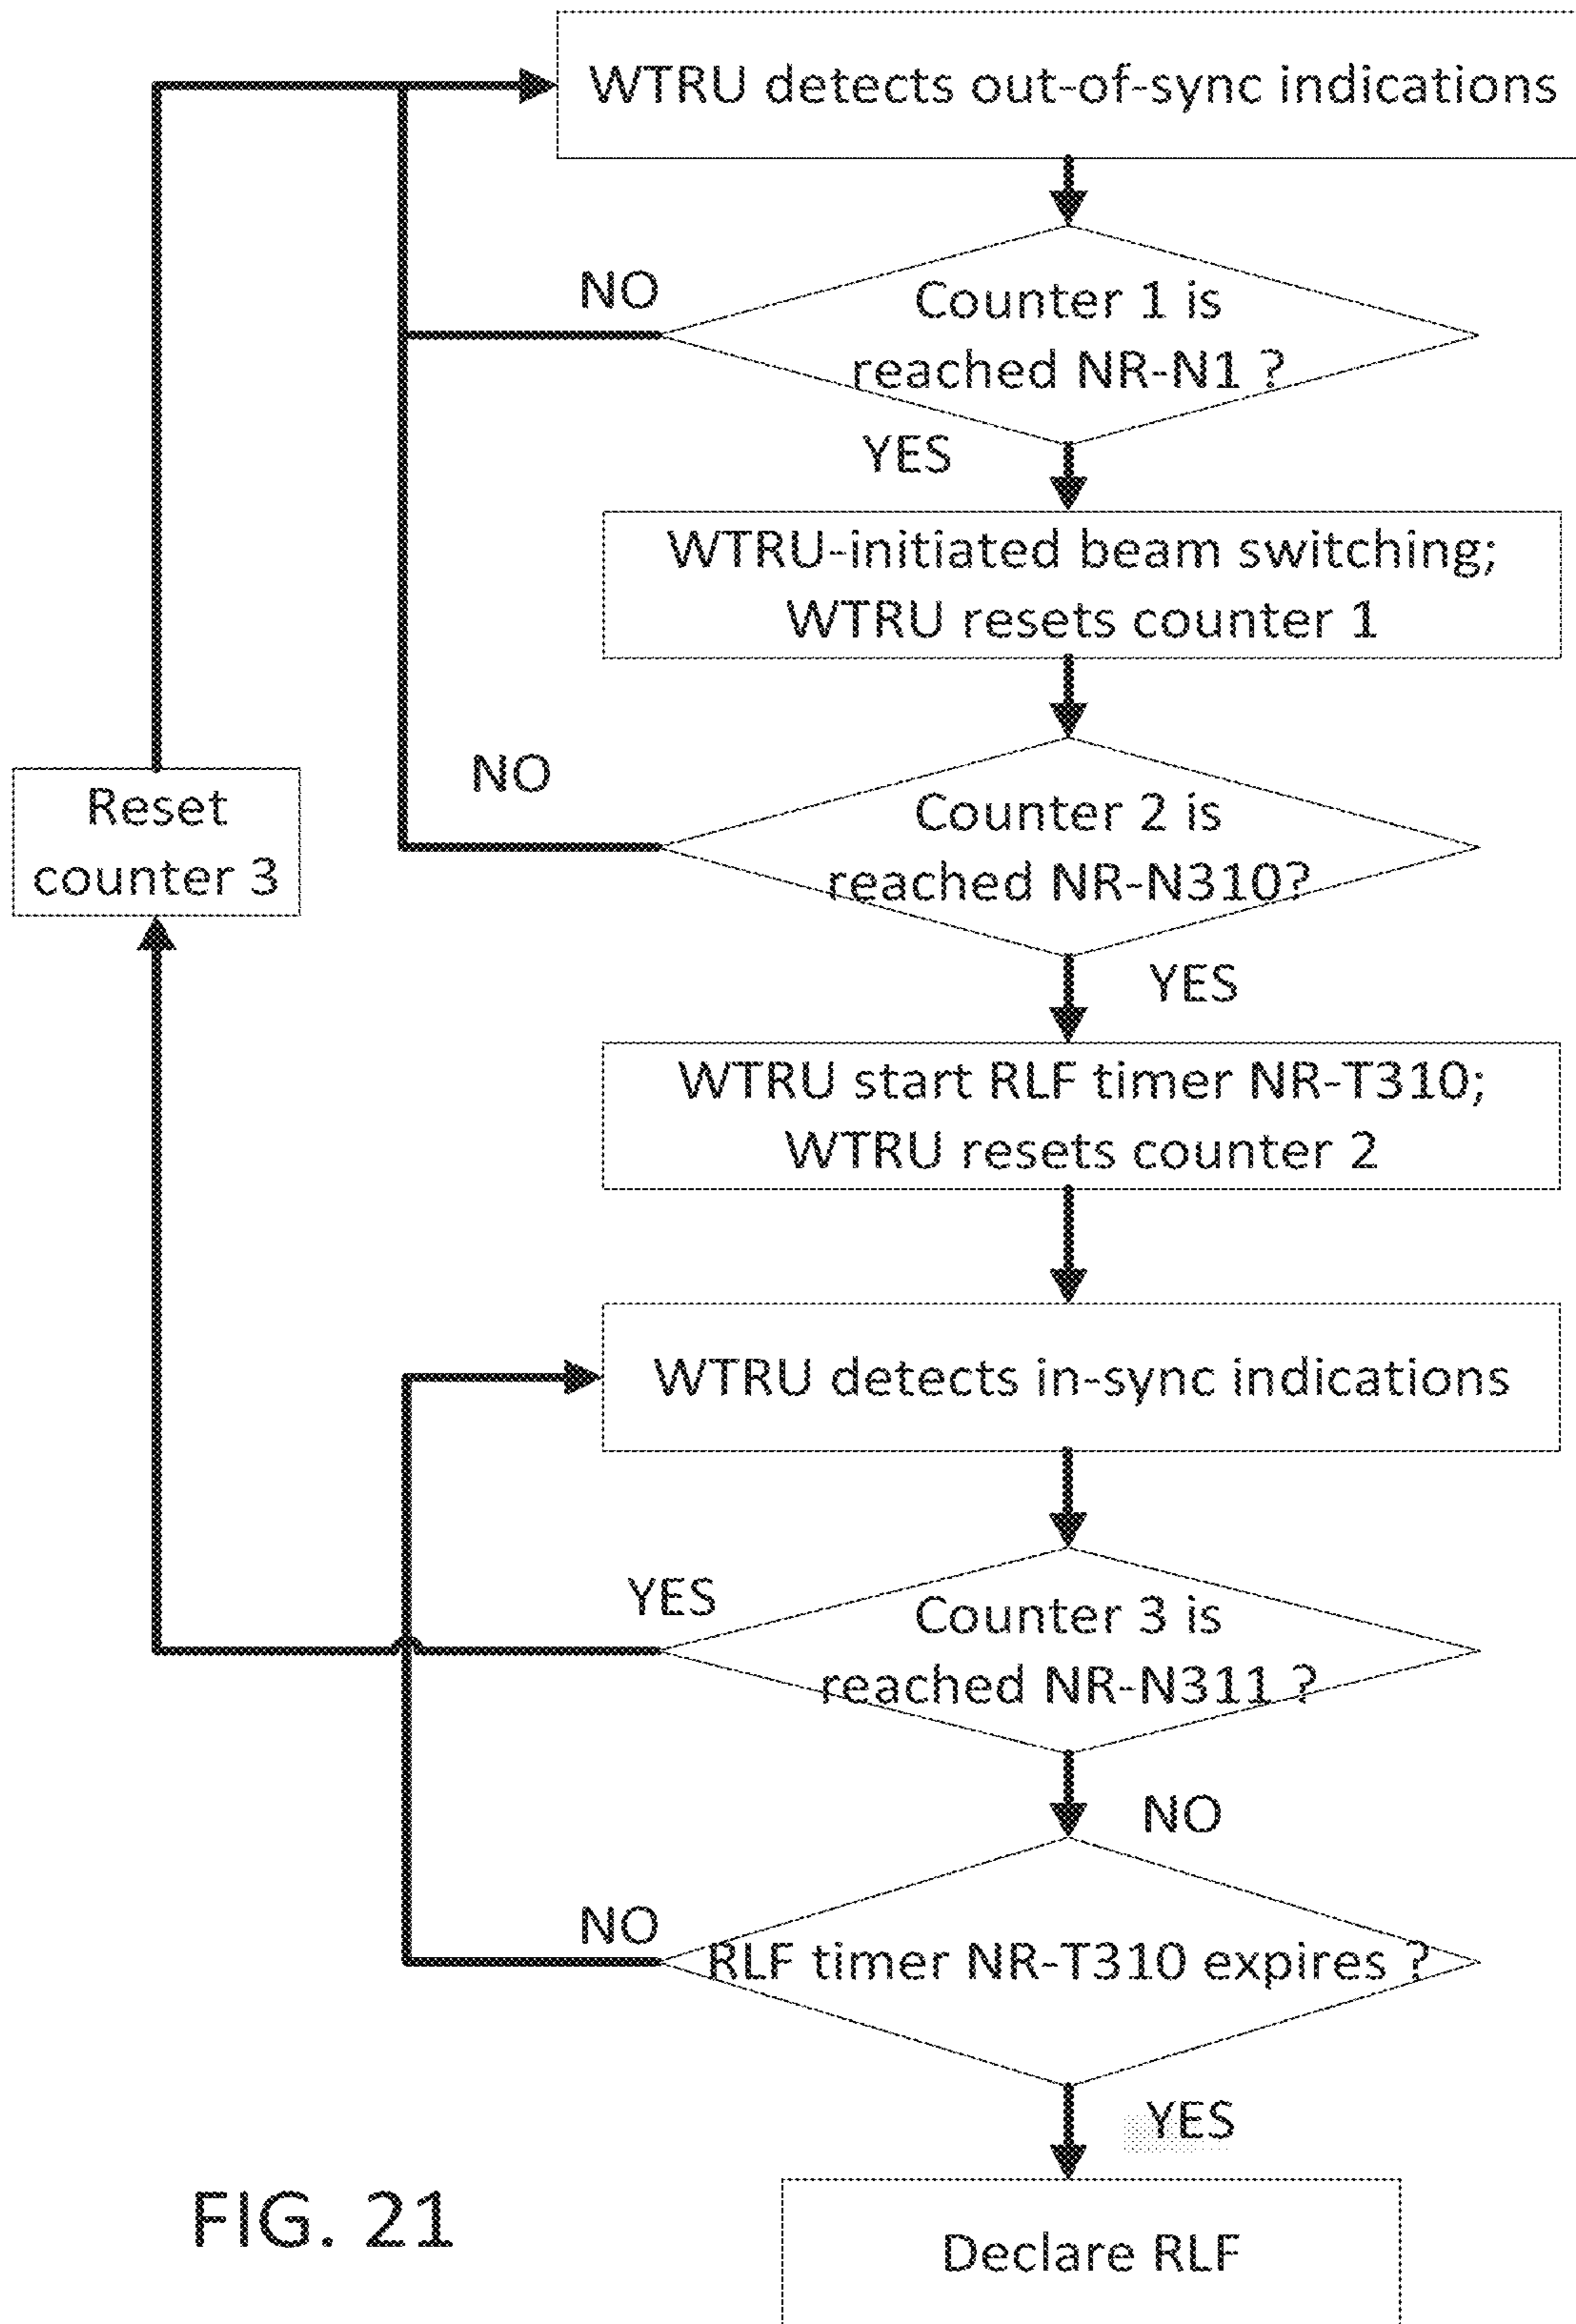 WTRU detects out-of-sync indications
NO
Counter 1 is
reached NR-N1 ?
YES
WTRU-initiated beam switching;
WTRU resets counter 1
NO
Counter 2 is
reached NR-N310?
Reset
counter 3
YES
WTRU start RLF timer NR-T310;
WTRU resets counter 2
WTRU detects in-sync indications
YES
Counter 3 is
reached NR-N311 ?
NO
NO
RLF timer NR-T310 expires ?
YES
Declare RLF
FIG. 21